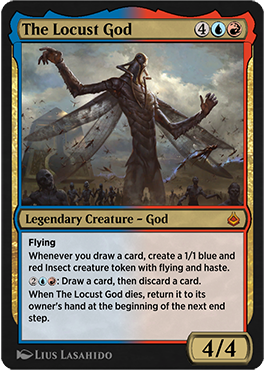 The Locust God 4
Legendary Creature – God
Flying
Whenever you draw a card, create a 1/1 blue and
red Insect creature token with flying and haste.
2: Draw a card, then discard a card.
When The Locust God dies, return it to its
owner's hand at the beginning of the next end
step.
4/4
Lius Lasahido